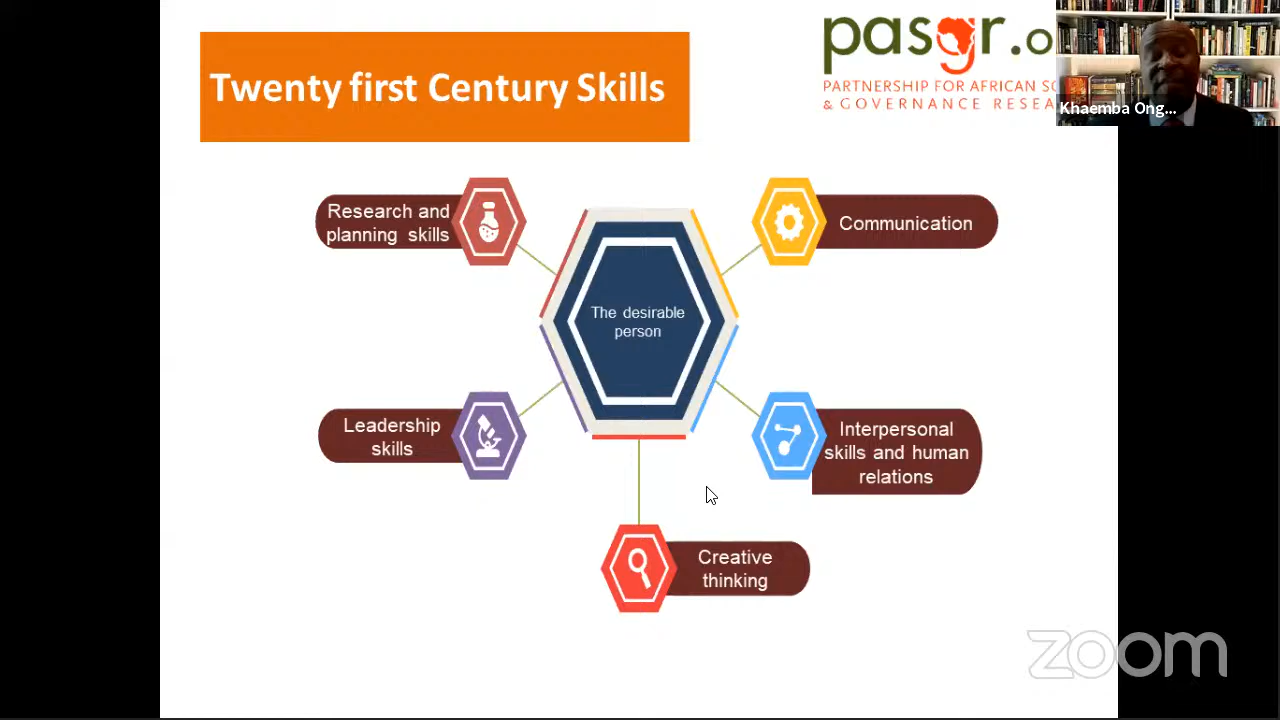 Twenty first Century Skills
pasgr.o
PARTNERSHIP FOR AFRICAN SO
& GOVERNANCE RESEA
Khaemba Ong...
Research and
planning skills
Communication
The desirable
person
Leadership
skills
Interpersonal
skills and human
relations
Creative
thinking
zoom